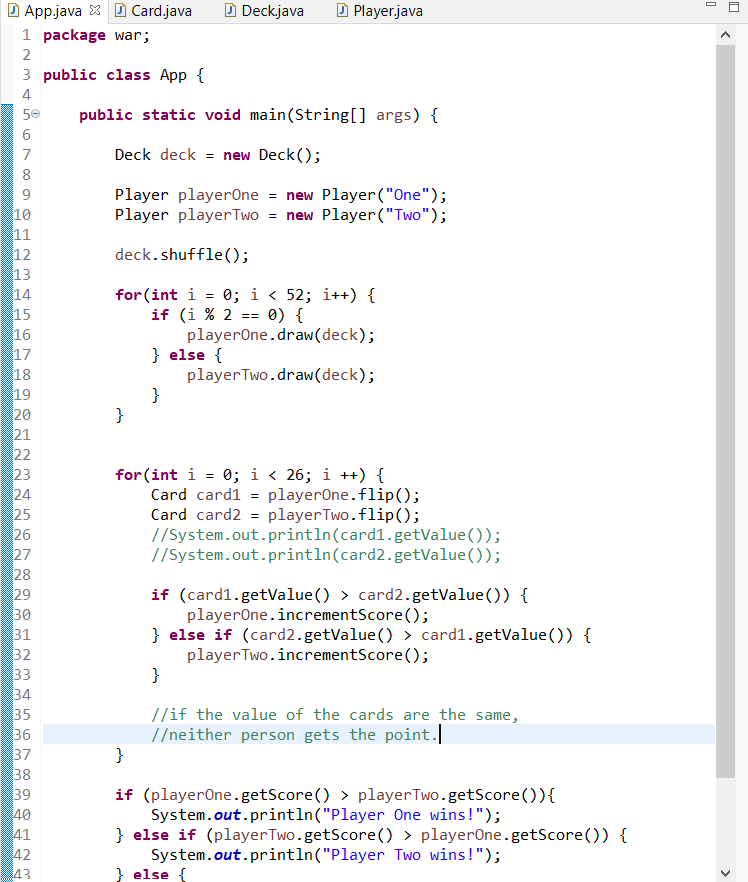 App.java Card.java Deck.java Player.java
1 package war;
2
3 public class App {
4
5 public static void main(String[] args) {
6
7 Deck deck = new Deck();
8
9 Player playerOne = new Player("One");
10 Player playerTwo = new Player("Two");
11
12 deck.shuffle();
13
14 for(int i = 0; i < 52; i++) {
15 if (i % 2 == 0) {
16 playerOne.draw(deck);
17 } else {
18 playerTwo.draw(deck);
19 }
20 }
21
22
23 for(int i = 0; i < 26; i ++) {
24 Card card1 = playerOne.flip();
25 Card card2 = playerTwo.flip();
26 //System.out.println(card1.getValue());
27 //System.out.println(card2.getValue());
28
29 if (card1.getValue() > card2.getValue()) {
30 playerOne.incrementScore();
31 } else if (card2.getValue() > card1.getValue()) {
32 playerTwo.incrementScore();
33 }
34
35 //if the value of the cards are the same,
36 //neither person gets the point.
37 }
38
39 if (playerOne.getScore() > playerTwo.getScore()){
40 System.out.println("Player One wins!");
41 } else if (playerTwo.getScore() > playerOne.getScore()) {
42 System.out.println("Player Two wins!");
43 } else {